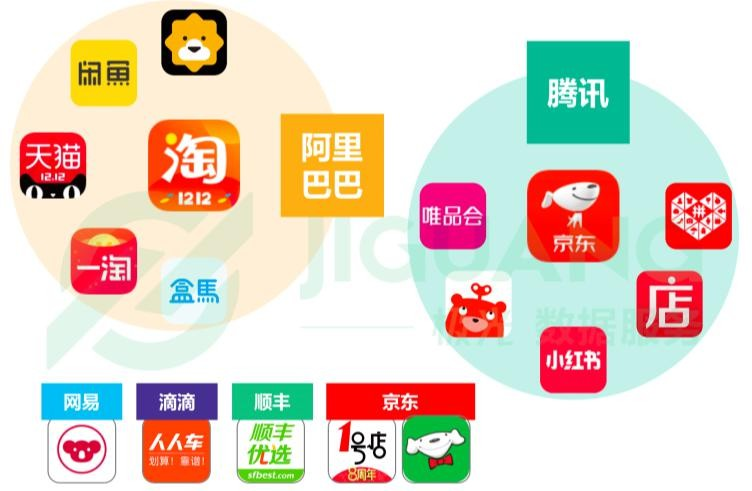 闲鱼
天猫
12.12
淘
1212
一淘
盒馬
阿里
巴巴
腾讯
唯品会
京东
拼
店
小红书
JIGUANG
极光 数据服务
网易
滴滴
顺丰
京东
人人车
划算！靠谱！
顺丰
优选
sfbest.com
1号店
8周年